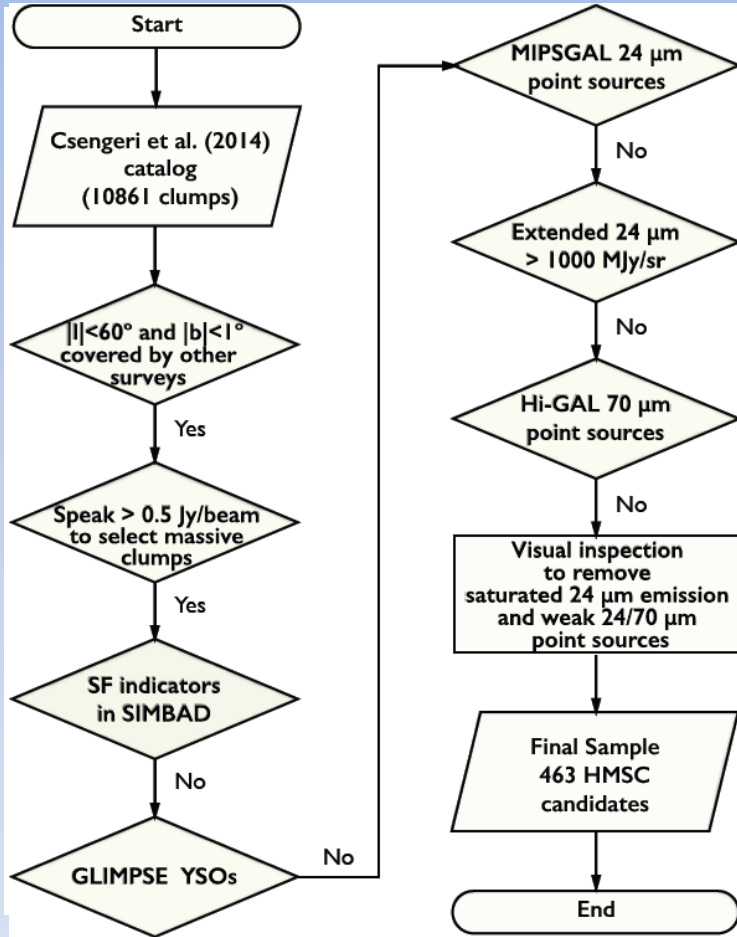 Start
Csengeri et al. (2014)
catalog
(10861 clumps)
|l|<60° and |b|<1°
covered by other
surveys
Yes
Speak > 0.5 Jy/beam
to select massive
clumps
Yes
SF indicators
in SIMBAD
No
GLIMPSE YSOs
No
MIPSGAL 24 μm
point sources
No
Extended 24 μm
> 1000 MJy/sr
No
Hi-GAL 70 μm
point sources
No
Visual inspection
to remove
saturated 24 μm emission
and weak 24/70 μm
point sources
Final Sample
463 HMSC
candidates
End